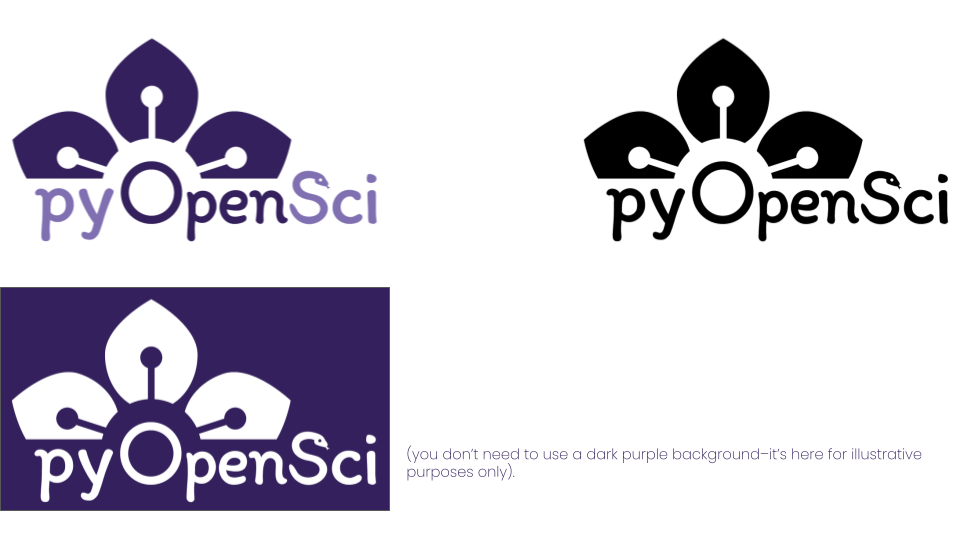 pyOpenSci
pyOpenSci
pyOpenSci
(you don’t need to use a dark purple background–it’s here for illustrative
purposes only).